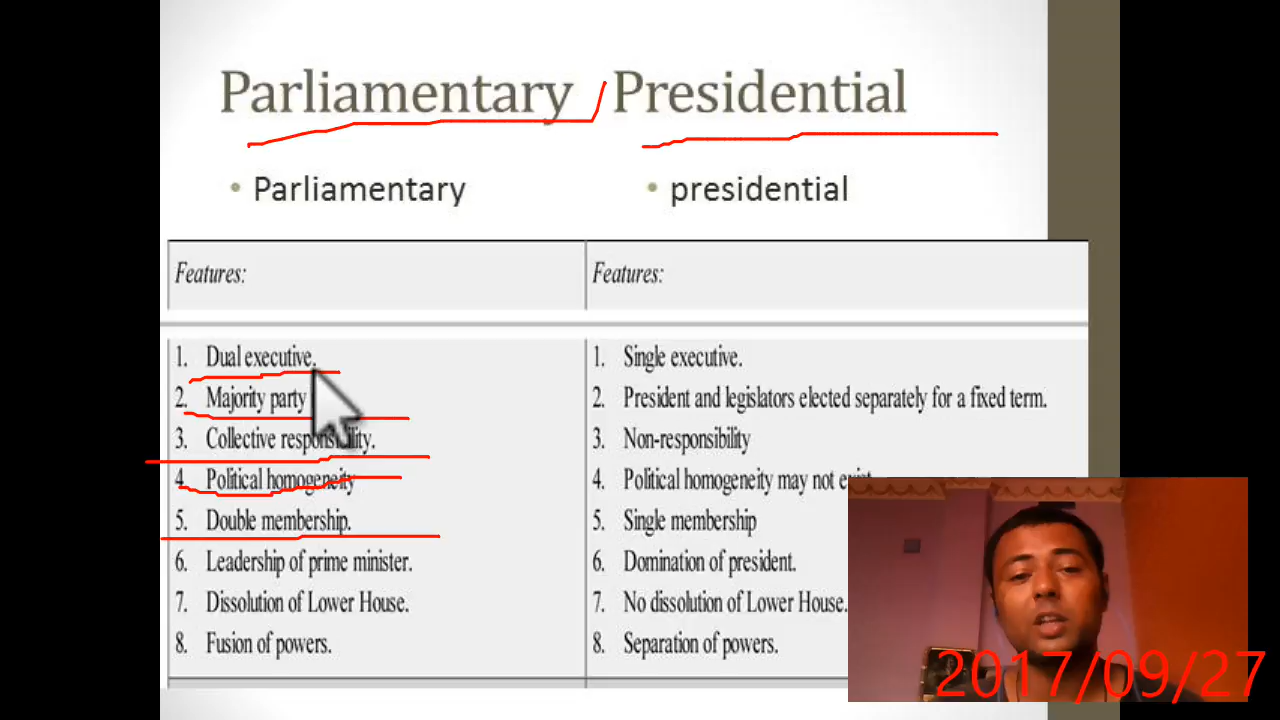 Parliamentary Presidential
• Parliamentary
• presidential
Features:
Features:
1. Dual executive.
2. Majority party
3. Collective responsibility.
4. Political homogeneity
5. Double membership.
6. Leadership of prime minister.
7. Dissolution of Lower House.
8. Fusion of powers.
1. Single executive.
2. President and legislators elected separately for a fixed term.
3. Non-responsibility
4. Political homogeneity may not exist
5. Single membership
6. Domination of president.
7. No dissolution of Lower House.
8. Separation of powers.
2017/09/27